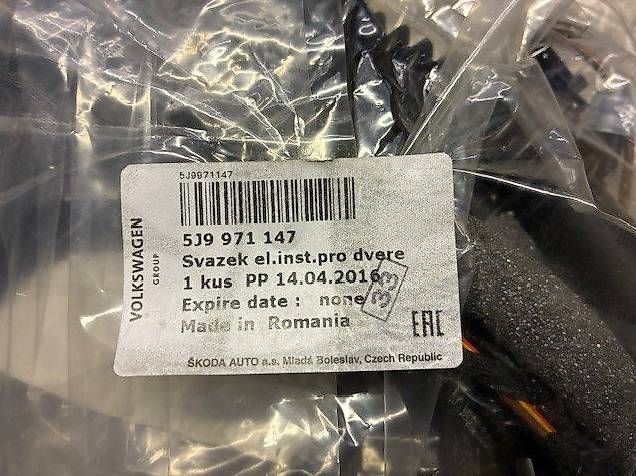 5J9971147
VOLKSWAGEN
GROUP
5J9 971 147
Svazek el.inst.pro dvere
1 kus PP 14.04.2016
33
Expire date : none
Made in Romania
EAC
ŠKODA AUTO a.s. Mladá Boleslav, Czech Republic